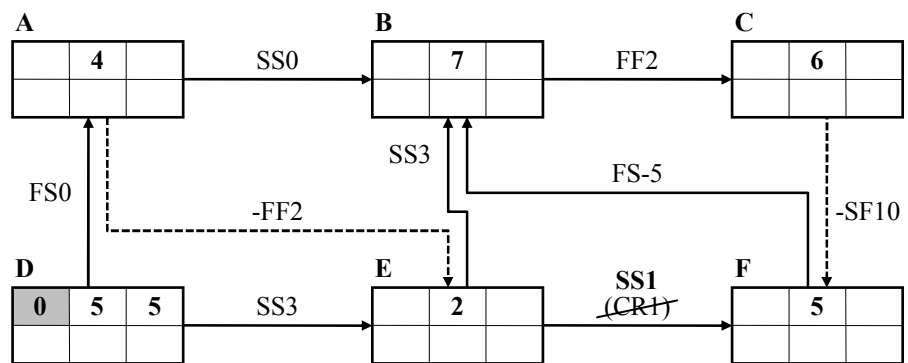 A B C
4 SS0 7 FF2 6
SS3
FS0 FS-5
-FF2 -SF10
D E F
SS1
0 5 5 SS3 2 (CR1) 5